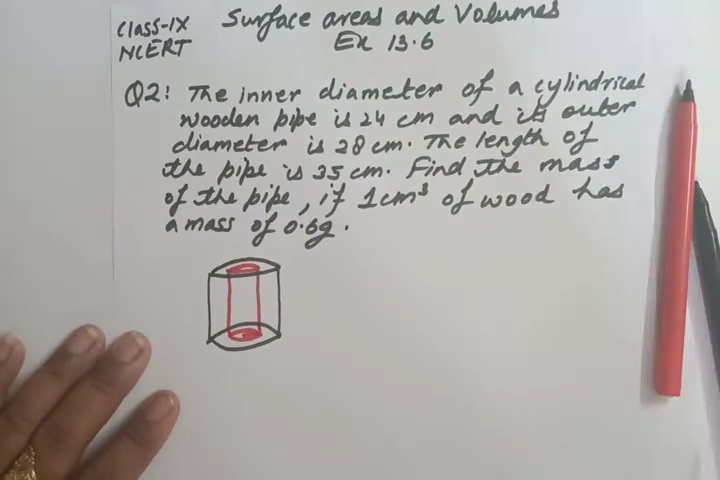 Class-IX
NCERT
Surface areas and Volumes
Ex 13.6
Q2: The inner diameter of a cylindrical
wooden pipe is 24 cm and its outer
diameter is 28 cm. The length of
the pipe is 35 cm. Find the mass
of the pipe, if 1cm³ of wood has
a mass of 0.6g.